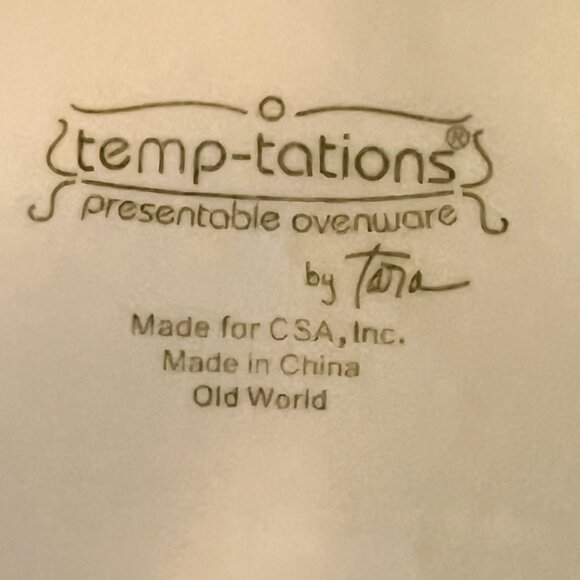 temp-tations®
presentable ovenware
by Tara
Made for CSA, Inc.
Made in China
Old World